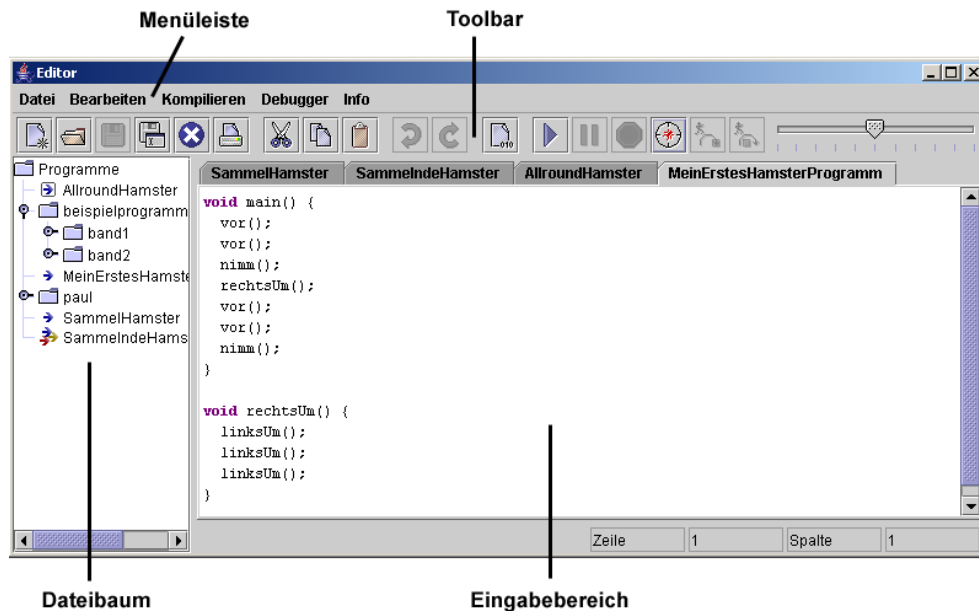 Menüleiste
Toolbar
Editor
Datei Bearbeiten Kompilieren Debugger Info
010
Programme
AllroundHamster
beispielprogramm
band1
band2
MeinErstesHamste
paul
SammelHamster
SammelndeHams
SammelHamster SammelndeHamster AllroundHamster MeinErstesHamsterProgramm
void main() {
vor();
vor();
nimm();
rechtsUm();
vor();
vor();
nimm();
}
void rechtsUm() {
linksUm();
linksUm();
linksUm();
}
Zeile 1 Spalte 1
Dateibaum
Eingabebereich